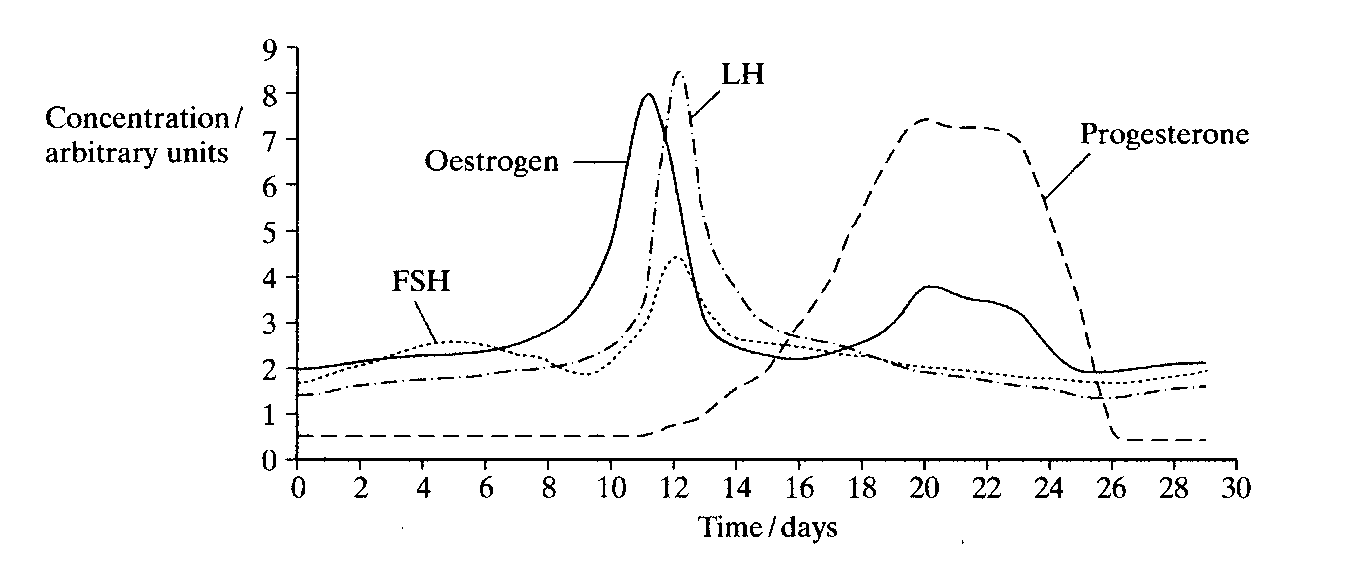 9
Concentration/
arbitrary units
8
7
6
5
4
3
2
1
0
LH
Oestrogen
Progesterone
FSH
0 2 4 6 8 10 12 14 16 18 20 22 24 26 28 30
Time/days